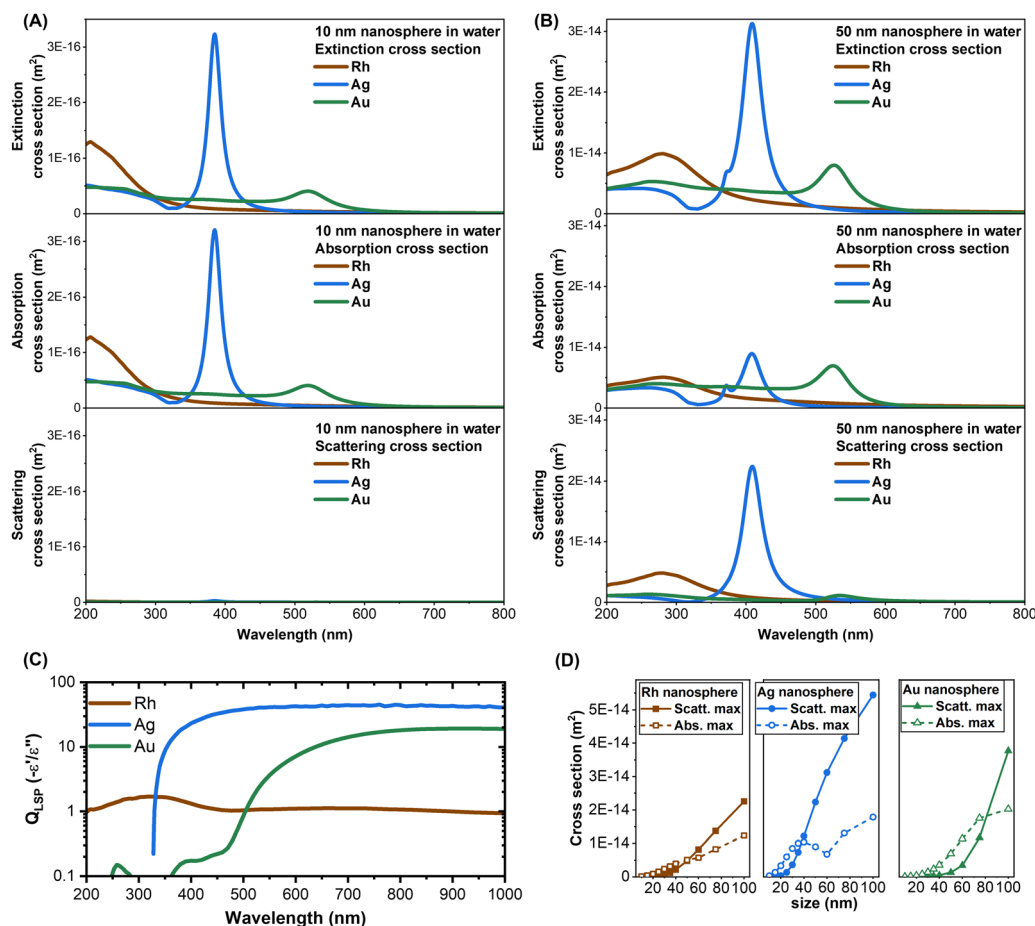 (A)
10 nm nanosphere in water
Extinction cross section
Rh
Ag
Au
Extinction
cross section (m²)
3E-16
2E-16
1E-16
0
10 nm nanosphere in water
Absorption cross section
Rh
Ag
Au
Absorption
cross section (m²)
3E-16
2E-16
1E-16
0
10 nm nanosphere in water
Scattering cross section
Rh
Ag
Au
Scattering
cross section (m²)
3E-16
2E-16
1E-16
0
200 300 400 500 600 700 800
Wavelength (nm)
(B)
50 nm nanosphere in water
Extinction cross section
Rh
Ag
Au
Extinction
cross section (m²)
3E-14
2E-14
1E-14
0
50 nm nanosphere in water
Absorption cross section
Rh
Ag
Au
Absorption
cross section (m²)
3E-14
2E-14
1E-14
0
50 nm nanosphere in water
Scattering cross section
Rh
Ag
Au
Scattering
cross section (m²)
2E-14
1E-14
0
200 300 400 500 600 700 800
Wavelength (nm)
(C)
Rh
Ag
Au
Q_LSP (-ε'/ε'')
100
10
1
0.1
200 300 400 500 600 700 800 900 1000
Wavelength (nm)
(D)
Rh nanosphere
Scatt. max
Abs. max
Ag nanosphere
Scatt. max
Abs. max
Au nanosphere
Scatt. max
Abs. max
Cross section (m²)
5E-14
4E-14
3E-14
2E-14
1E-14
0
20 40 60 80 100
20 40 60 80 100
20 40 60 80 100
size (nm)